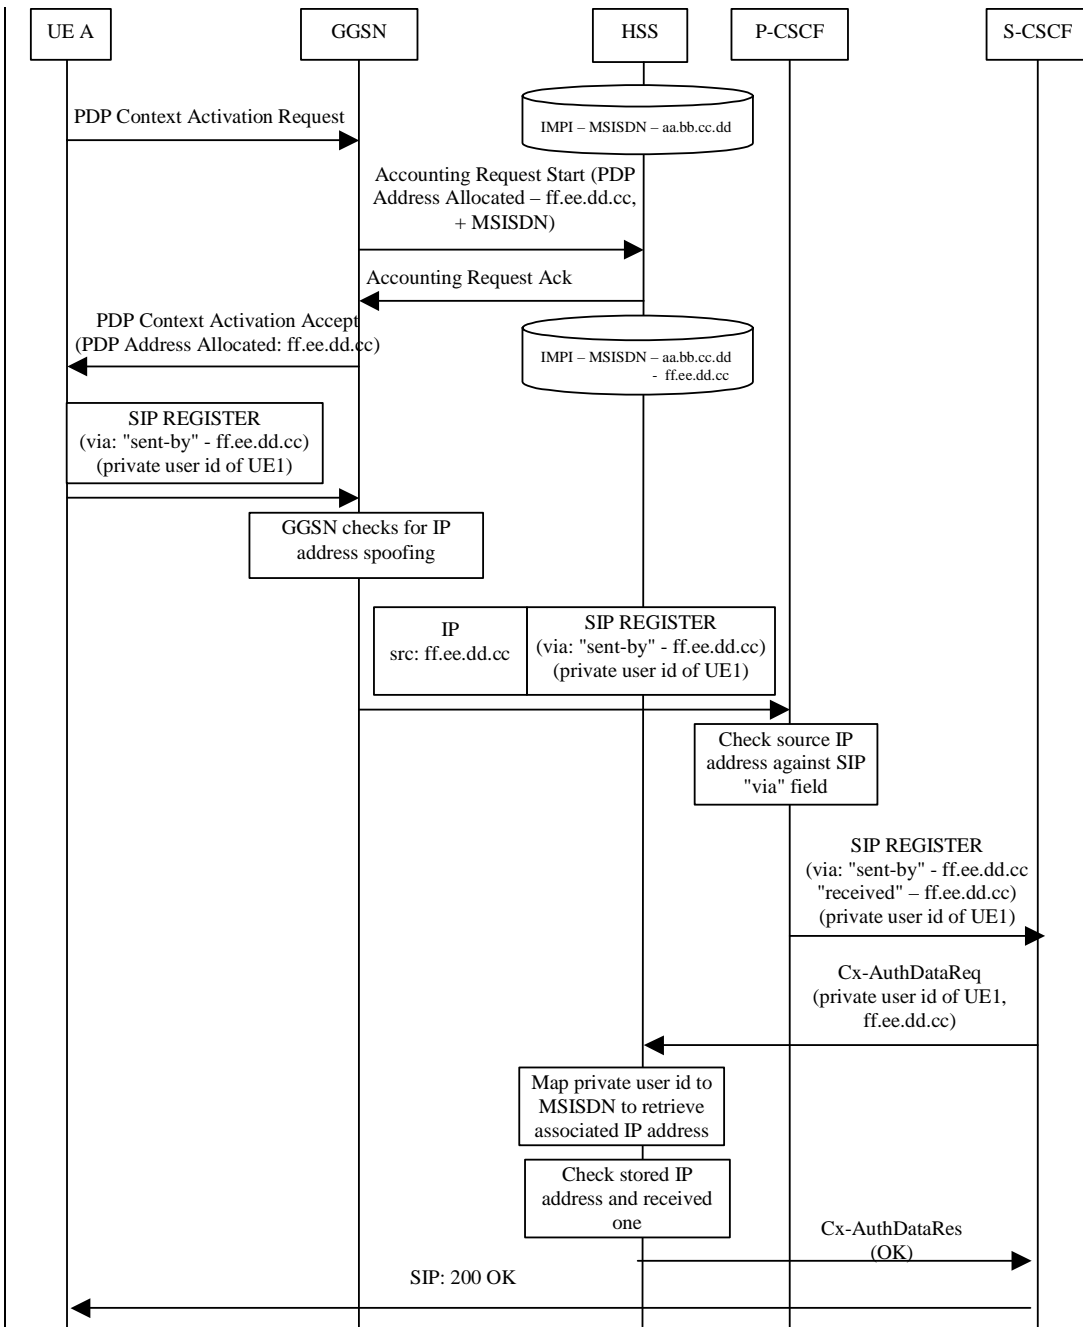 UE A
GGSN
HSS
P-CSCF
S-CSCF
PDP Context Activation Request
IMPI – MSISDN – aa.bb.cc.dd
Accounting Request Start (PDP
Address Allocated – ff.ee.dd.cc,
+ MSISDN)
Accounting Request Ack
PDP Context Activation Accept
(PDP Address Allocated: ff.ee.dd.cc)
IMPI – MSISDN – aa.bb.cc.dd
- ff.ee.dd.cc
SIP REGISTER
(via: "sent-by" - ff.ee.dd.cc)
(private user id of UE1)
GGSN checks for IP
address spoofing
IP
src: ff.ee.dd.cc
SIP REGISTER
(via: "sent-by" - ff.ee.dd.cc)
(private user id of UE1)
Check source IP
address against SIP
"via" field
SIP REGISTER
(via: "sent-by" - ff.ee.dd.cc
"received" – ff.ee.dd.cc)
(private user id of UE1)
Cx-AuthDataReq
(private user id of UE1,
ff.ee.dd.cc)
Map private user id to
MSISDN to retrieve
associated IP address
Check stored IP
address and received
one
Cx-AuthDataRes
(OK)
SIP: 200 OK